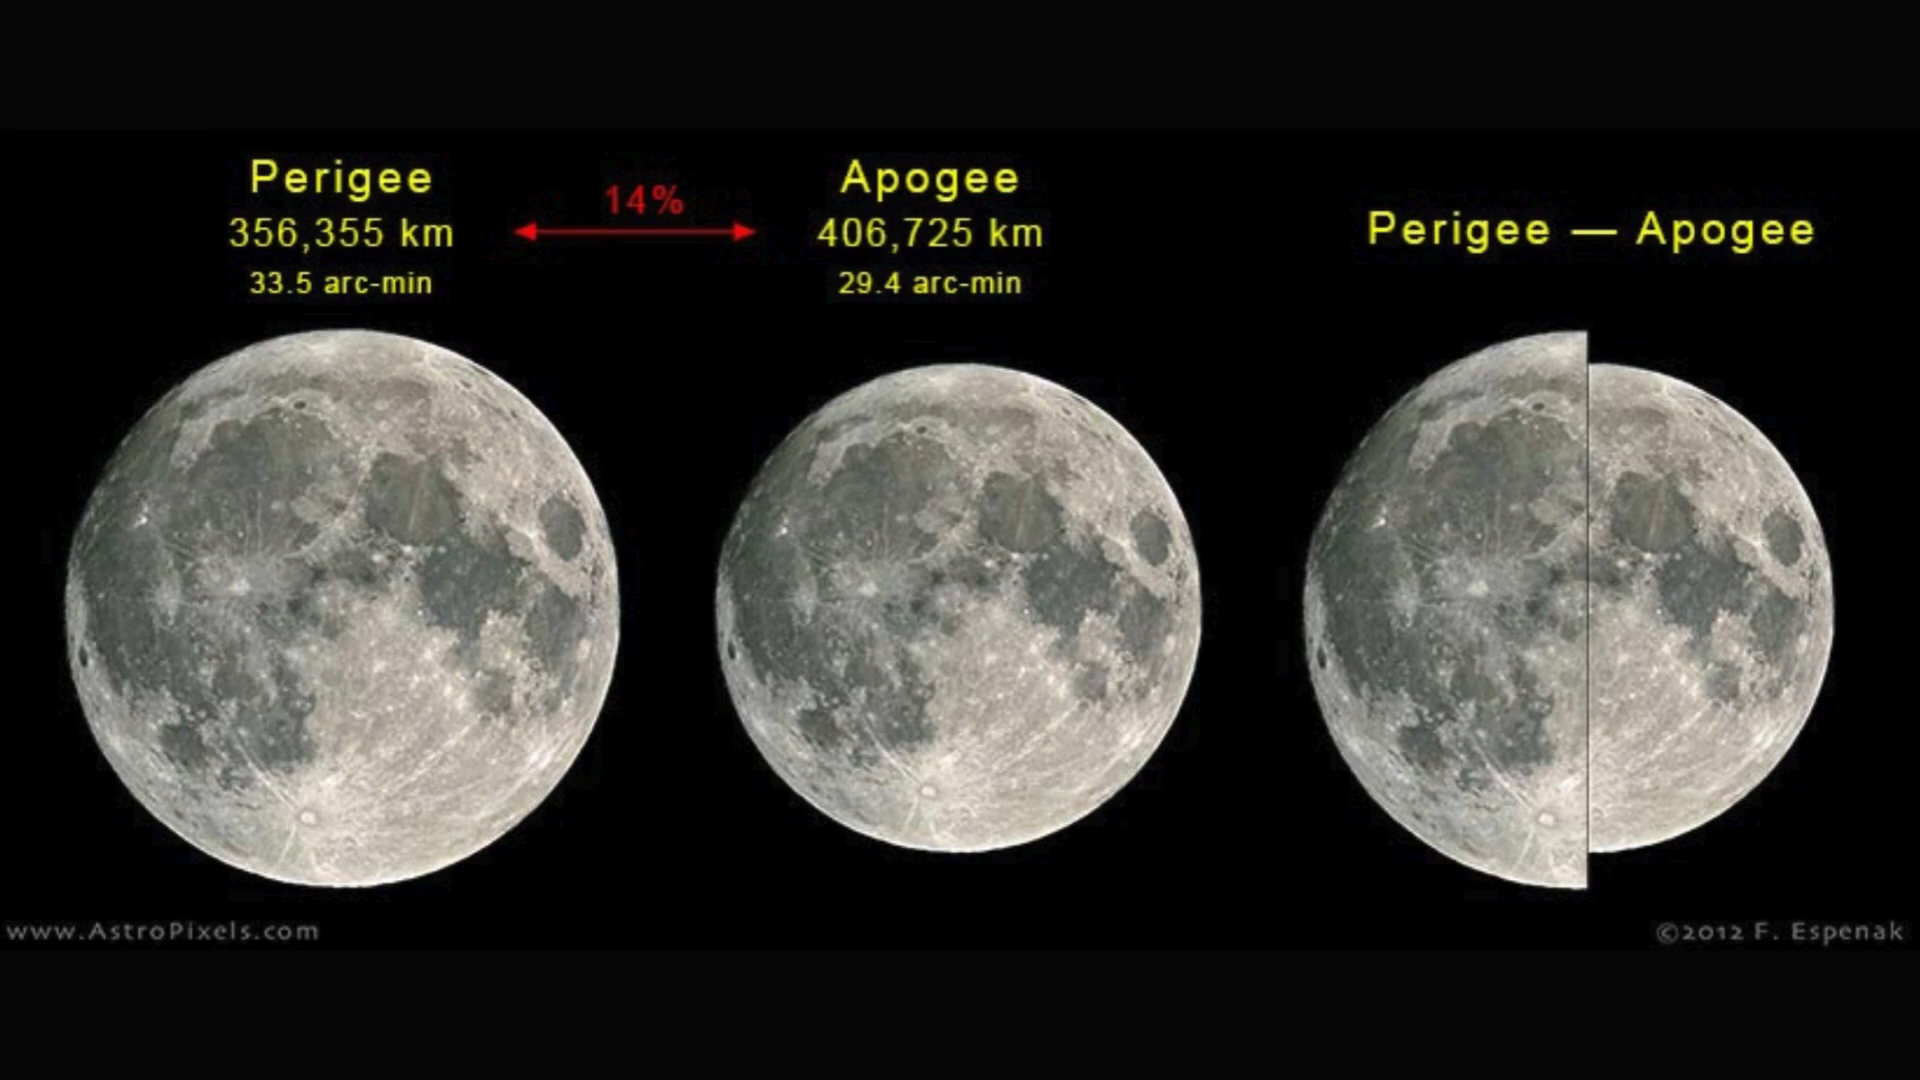 Perigee
356,355 km
33.5 arc-min
14%
Apogee
406,725 km
29.4 arc-min
Perigee — Apogee
www.AstroPixels.com
©2012 F. Espenak